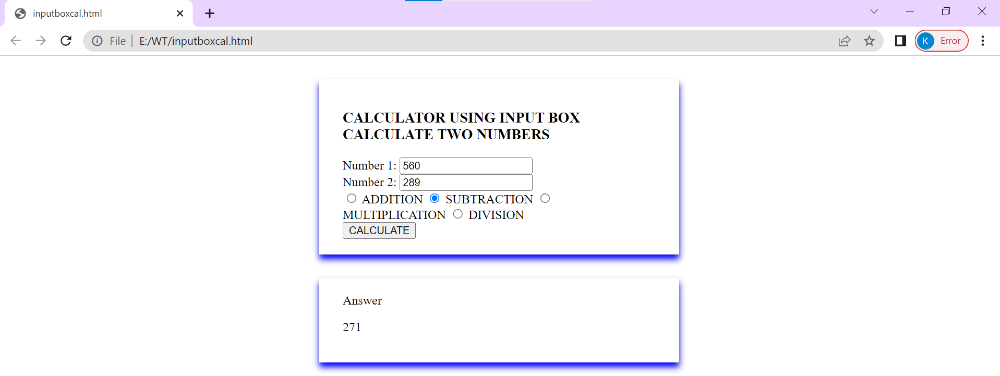 inputboxcal.html
File | E:/WT/inputboxcal.html
K Error
CALCULATOR USING INPUT BOX
CALCULATE TWO NUMBERS
Number 1: 560
Number 2: 289
ADDITION SUBTRACTION
MULTIPLICATION DIVISION
CALCULATE
Answer
271